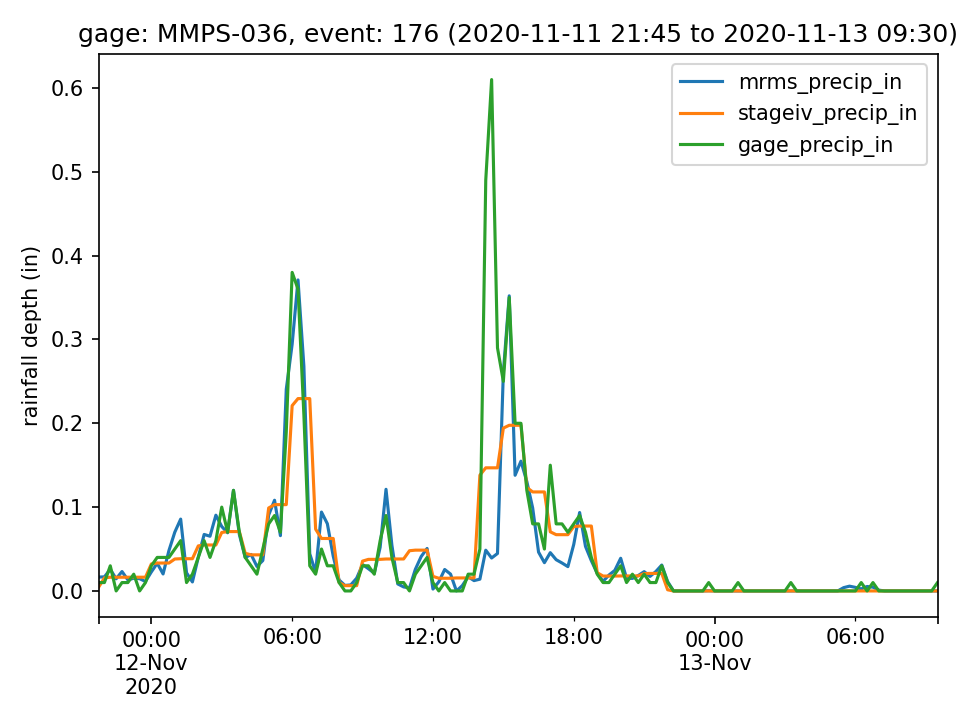 gage: MMPS-036, event: 176 (2020-11-11 21:45 to 2020-11-13 09:30)
mrms_precip_in
stageiv_precip_in
gage_precip_in
rainfall depth (in)
0.6
0.5
0.4
0.3
0.2
0.1
0.0
00:00 06:00 12:00 18:00 00:00 06:00
12-Nov 13-Nov
2020